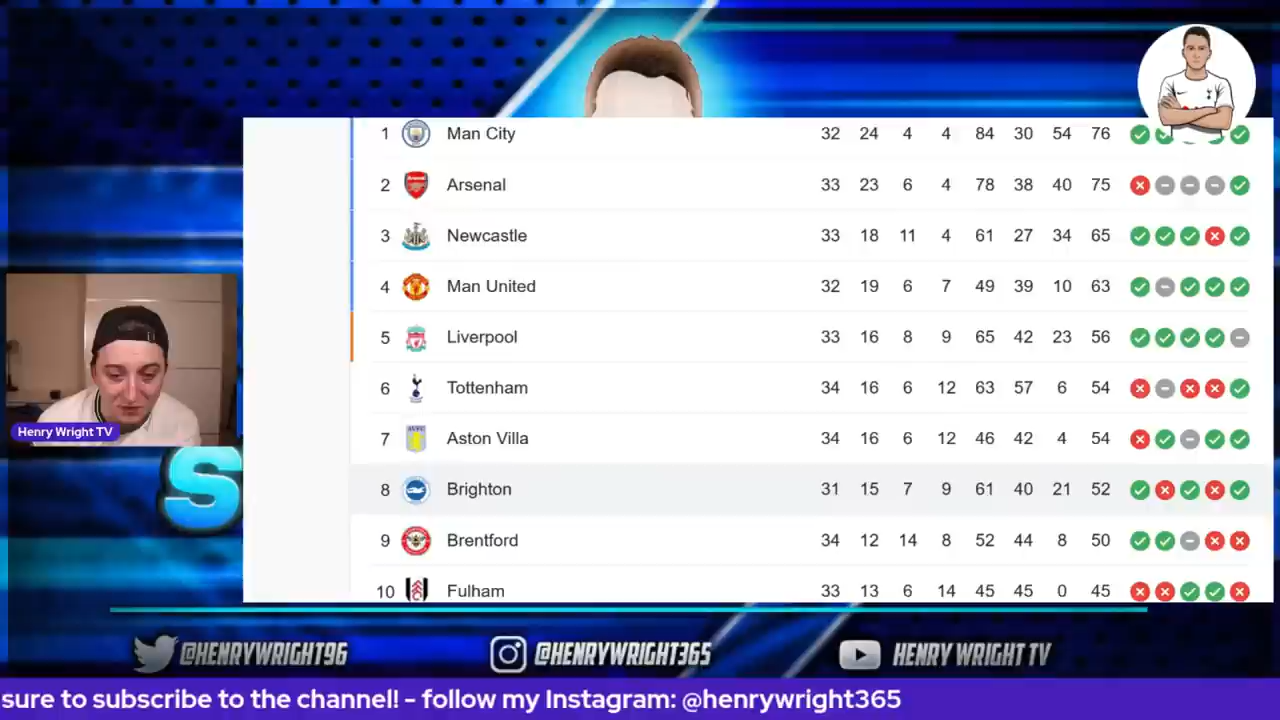 1 Man City 32 24 4 4 84 30 54 76
2 Arsenal 33 23 6 4 78 38 40 75
3 Newcastle 33 18 11 4 61 27 34 65
4 Man United 32 19 6 7 49 39 10 63
5 Liverpool 33 16 8 9 65 42 23 56
6 Tottenham 34 16 6 12 63 57 6 54
7 Aston Villa 34 16 6 12 46 42 4 54
8 Brighton 31 15 7 9 61 40 21 52
9 Brentford 34 12 14 8 52 44 8 50
10 Fulham 33 13 6 14 45 45 0 45
Henry Wright TV
S
@HENRYWRIGHT96 @HENRYWRIGHT365 HENRY WRIGHT TV
sure to subscribe to the channel! - follow my Instagram: @henrywright365